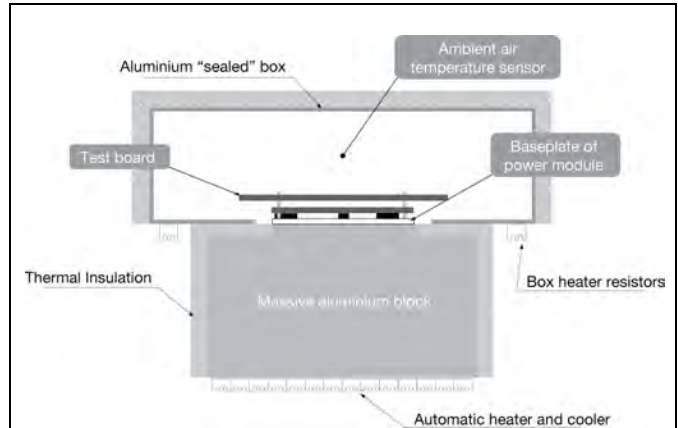 Ambient air
temperature sensor
Aluminium "sealed" box
Test board
Baseplate of
power module
Thermal Insulation
Massive aluminium block
Box heater resistors
Automatic heater and cooler